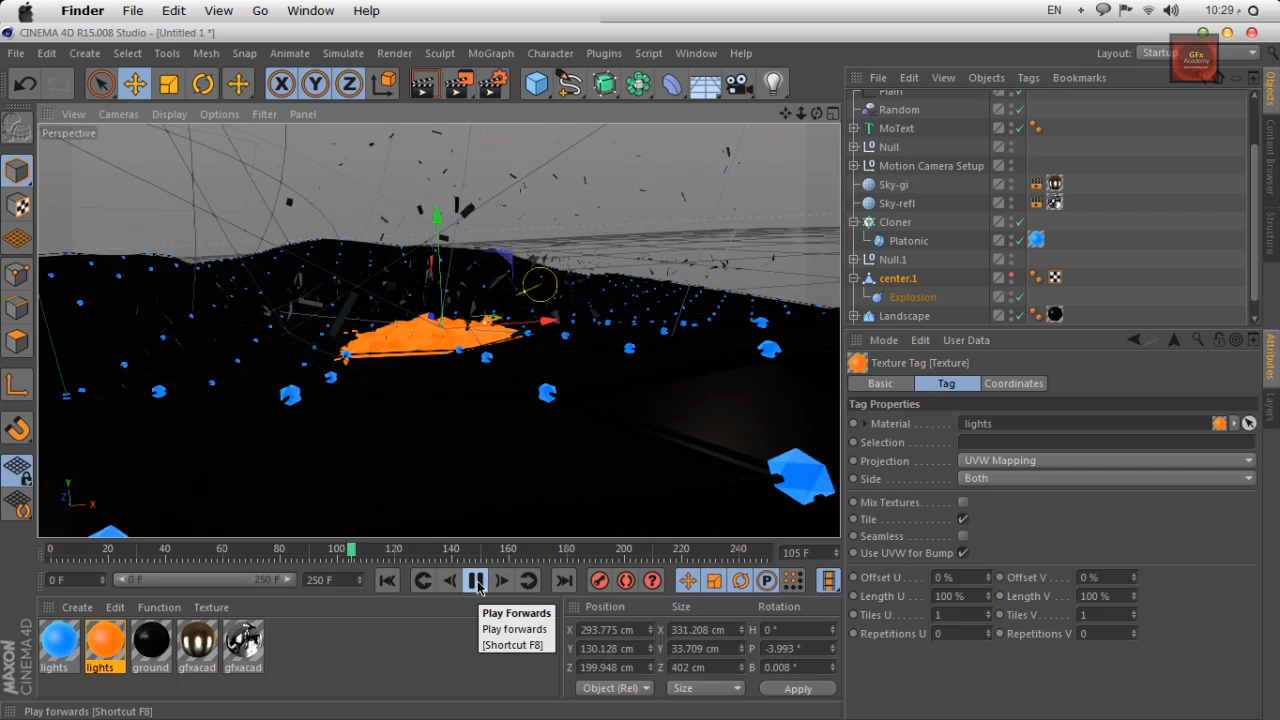 Finder File Edit View Go Window Help EN 10:29
CINEMA 4D R15.008 Studio - [Untitled 1 *]
File Edit Create Select Tools Mesh Snap Animate Simulate Render Sculpt MoGraph Character Plugins Script Window Help Layout: Startup
GFx
Academy
X Y Z
View Cameras Display Options Filter Panel
Perspective
File Edit View Objects Tags Bookmarks
Plain
Random
MoText
Null
Motion Camera Setup
Sky-gi
Sky-refl
Cloner
Platonic
Null.1
center.1
Explosion
Landscape
Objects
Content Browser
Structure
Attributes
Layers
Mode Edit User Data
Texture Tag [Texture]
Basic Tag Coordinates
Tag Properties
Material lights
Selection
Projection UVW Mapping
Side Both
Mix Textures
Tile
Seamless
Use UVW for Bump
Offset U 0 % Offset V 0 %
Length U 100 % Length V 100 %
Tiles U 1 Tiles V 1
Repetitions U 0 Repetitions V 0
Y
Z X
0 20 40 60 80 100 120 140 160 180 200 220 240 105 F
0 F 0 F 250 F 250 F
Play Forwards
Play forwards
[Shortcut F8]
Create Edit Function Texture
lights lights ground gfxacad gfxacad
Position Size Rotation
X 293.775 cm X 331.208 cm H 0 °
Y 130.128 cm Y 33.709 cm P -3.993 °
Z 199.948 cm Z 402 cm B 0.008 °
Object (Rel) Size Apply
MAXON
CINEMA 4D
Play forwards [Shortcut F8]